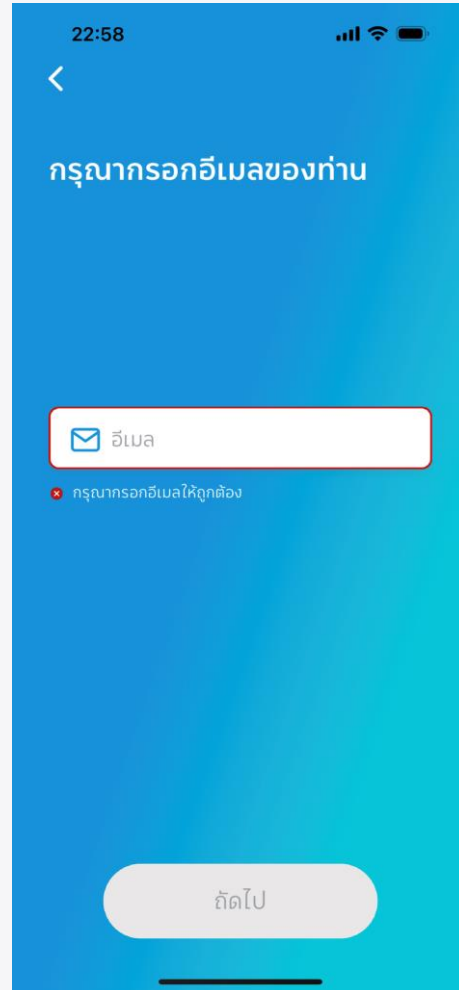 22:58
กรุณากรอกอีเมลของท่าน
อีเมล
กรุณากรอกอีเมลให้ถูกต้อง
ถัดไป